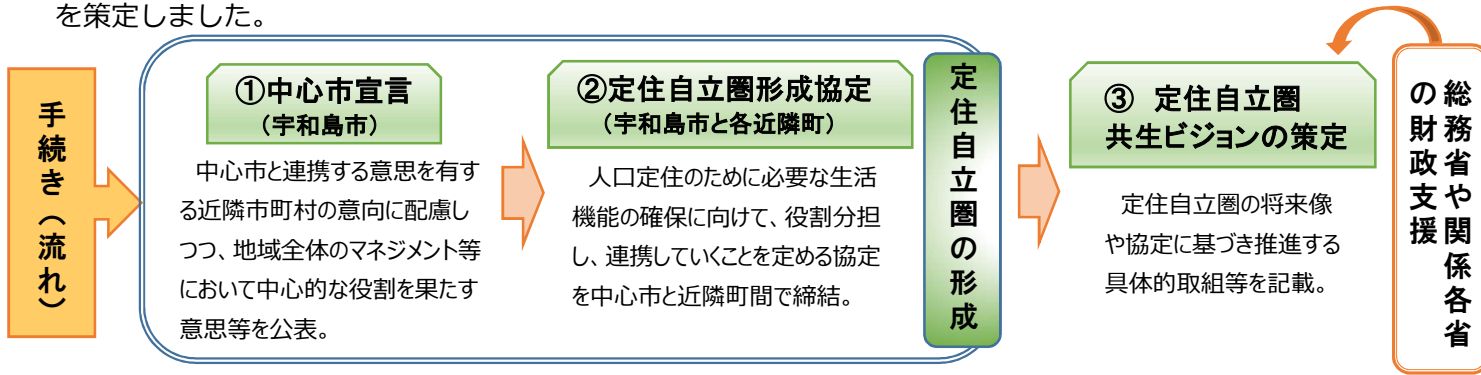 を策定しました。
手続き（流れ）
①中心市宣言
（宇和島市）
中心市と連携する意思を有す
る近隣市町村の意向に配慮し
つつ、地域全体のマネジメント等
において中心的な役割を果たす
意思等を公表。
②定住自立圏形成協定
（宇和島市と各近隣町）
人口定住のために必要な生活
機能の確保に向けて、役割分担
し、連携していくことを定める協定
を中心市と近隣町間で締結。
定住自立圏の形成
③ 定住自立圏
共生ビジョンの策定
定住自立圏の将来像
や協定に基づき推進する
具体的取組等を記載。
総務省や関係各省
の財政支援